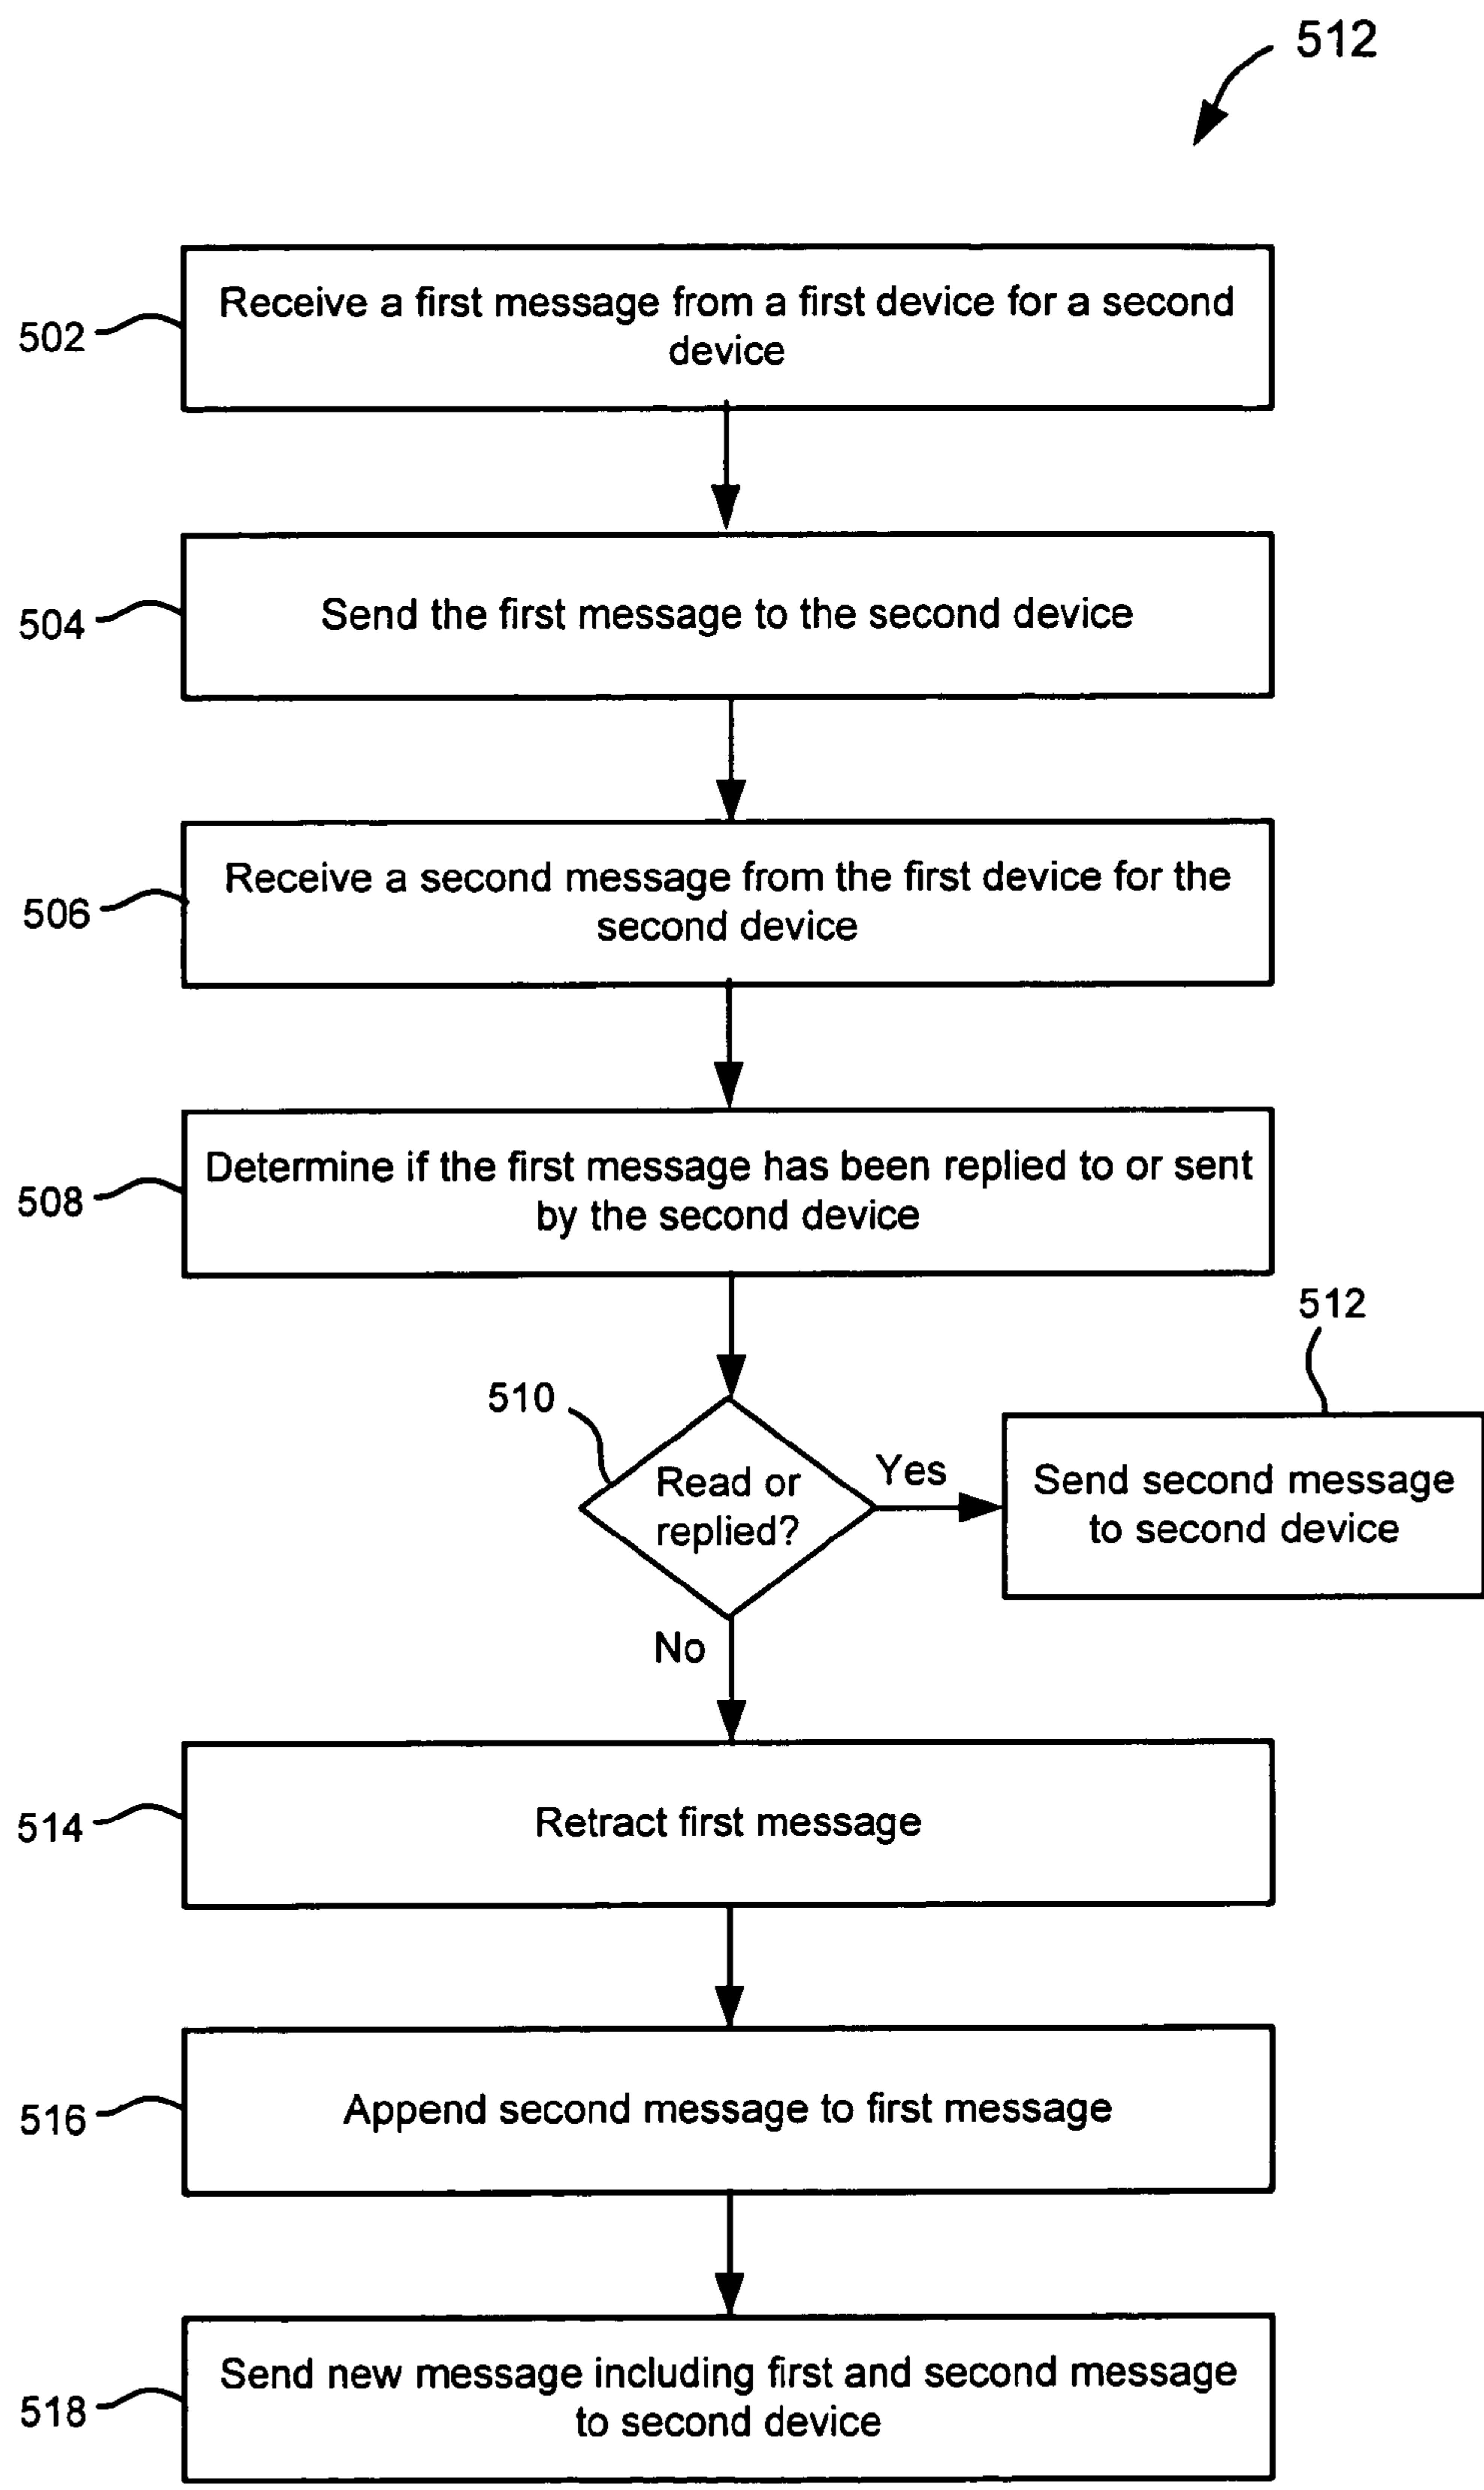 512
Receive a first message from a first device for a second
device
502
Send the first message to the second device
504
Receive a second message from the first device for the
second device
506
Determine if the first message has been replied to or sent
by the second device
508
512
510
Read or
replied?
Yes
Send second message
to second device
No
Retract first message
514
Append second message to first message
516
Send new message including first and second message
to second device
518